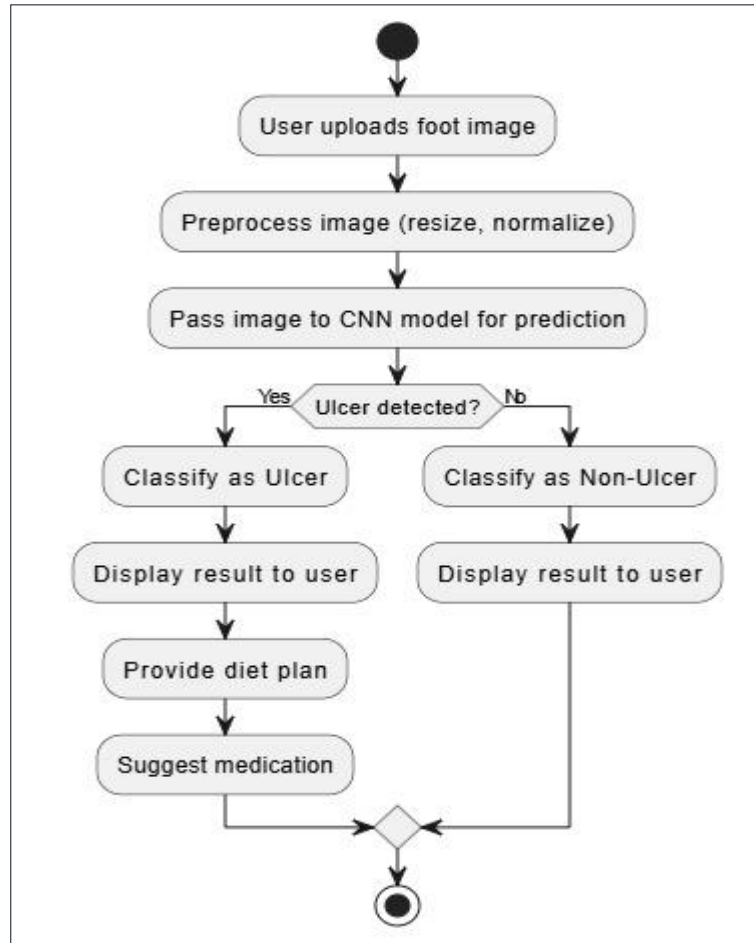 User uploads foot image
Preprocess image (resize, normalize)
Pass image to CNN model for prediction
Yes
Ulcer detected?
No
Classify as Ulcer
Classify as Non-Ulcer
Display result to user
Display result to user
Provide diet plan
Suggest medication